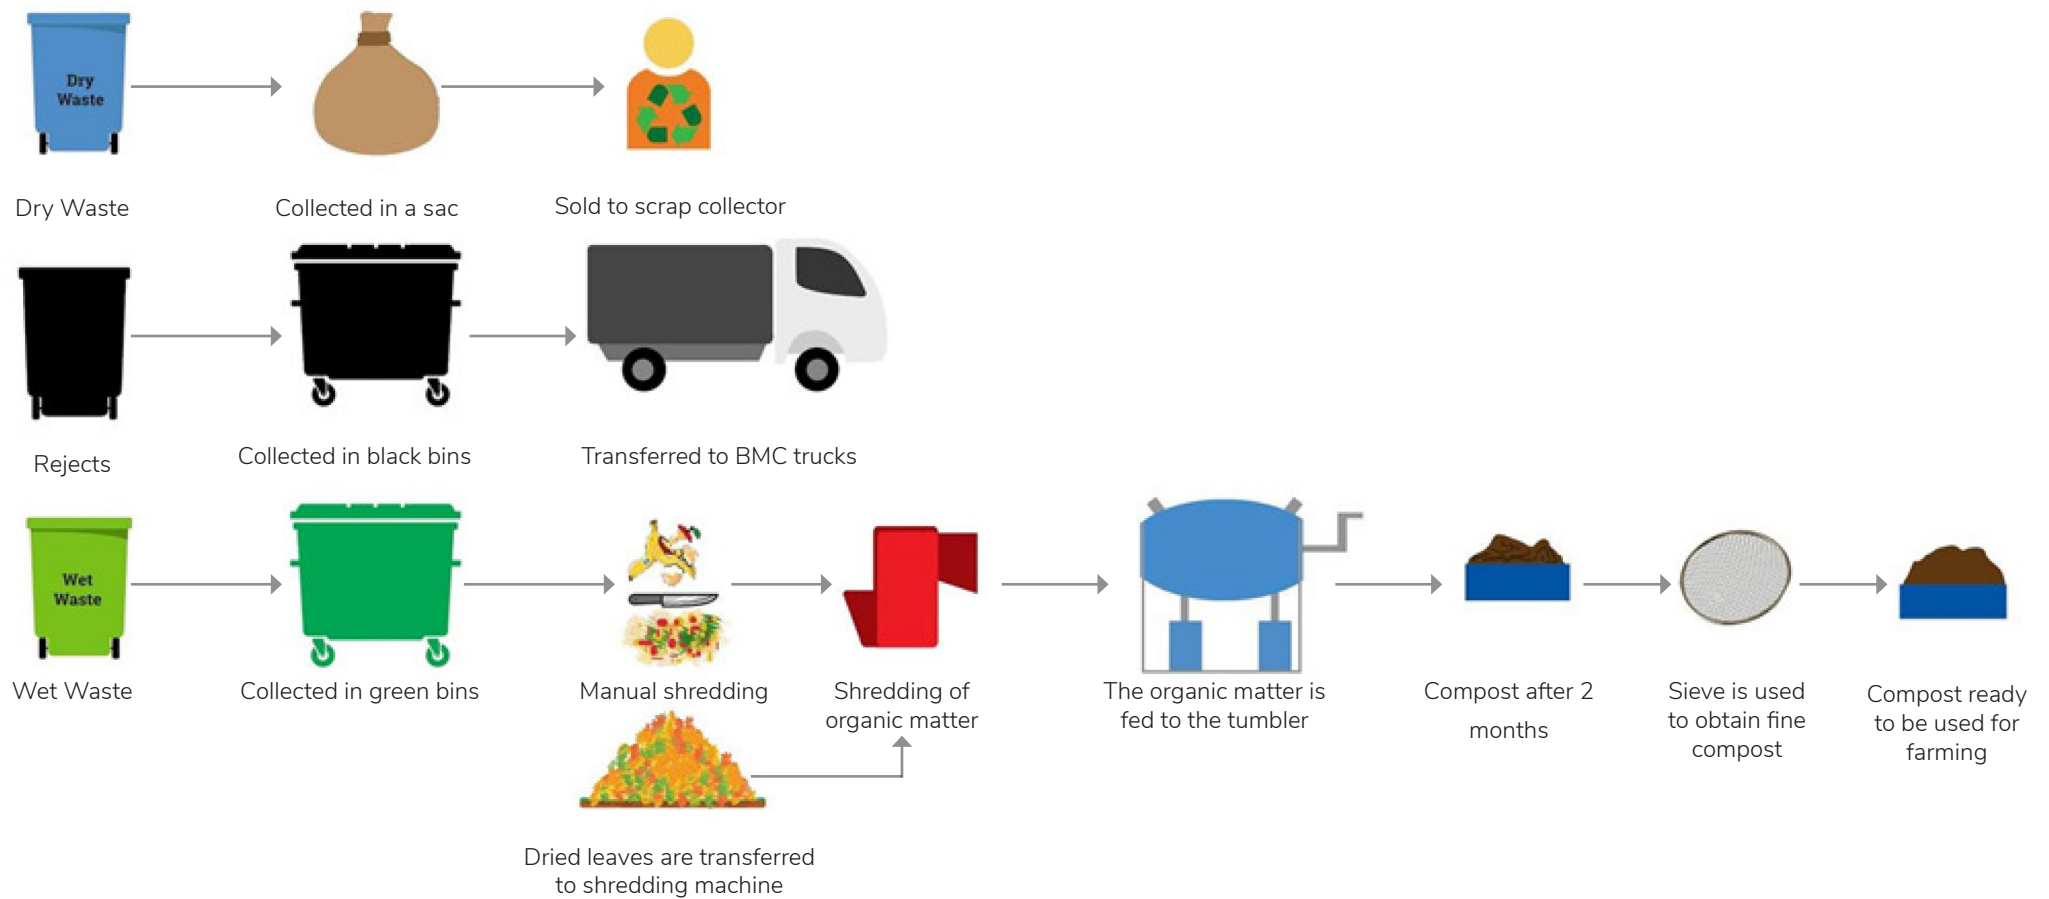 Dry
Waste
Dry Waste
Collected in a sac
Sold to scrap collector
Rejects
Collected in black bins
Transferred to BMC trucks
Wet
Waste
Wet Waste
Collected in green bins
Manual shredding
Shredding of
organic matter
The organic matter is
fed to the tumbler
Compost after 2
months
Sieve is used
to obtain fine
compost
Compost ready
to be used for
farming
Dried leaves are transferred
to shredding machine